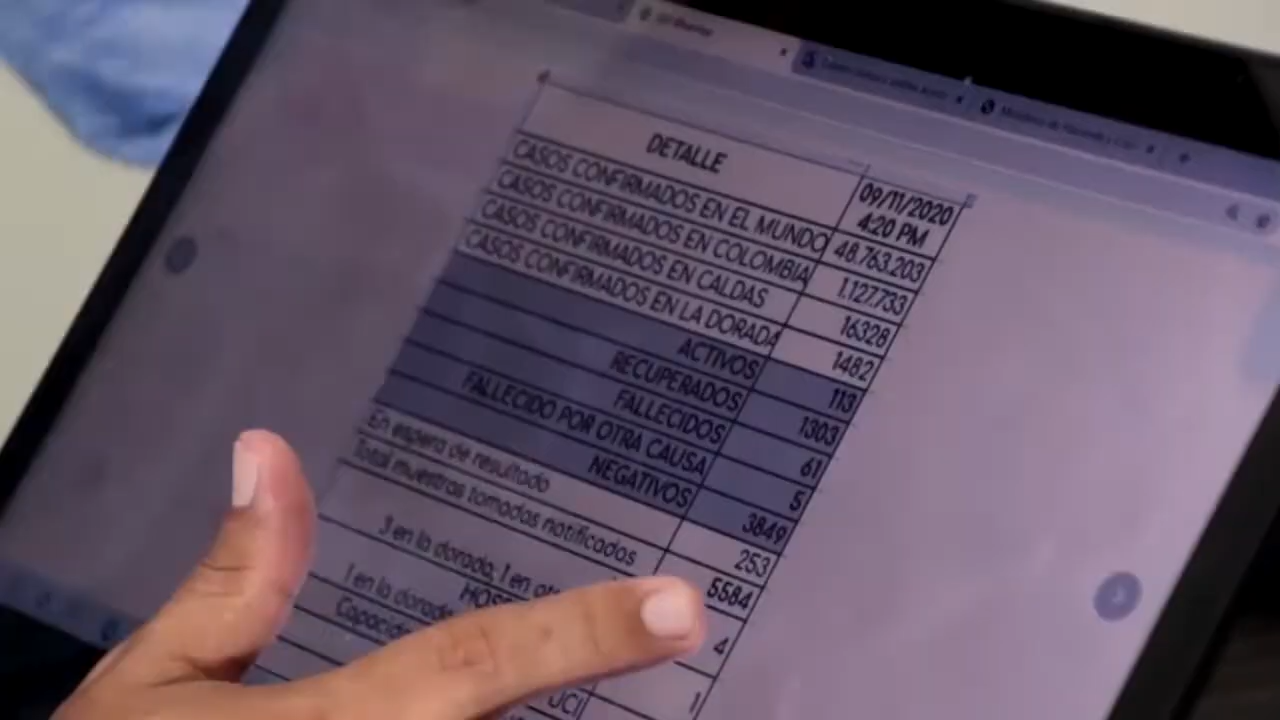 DETALLE 09/11/2020
4:20 PM
CASOS CONFIRMADOS EN EL MUNDO 48.763.203
CASOS CONFIRMADOS EN COLOMBIA 1.127.733
CASOS CONFIRMADOS EN CALDAS 16328
CASOS CONFIRMADOS EN LA DORADA 1482
ACTIVOS 113
RECUPERADOS 1303
FALLECIDOS 61
FALLECIDO POR OTRA CAUSA 5
NEGATIVOS 3849
En espera de resultado 253
Total muestras tomadas notificadas 5584
3 en la dorada, 1 en
4
1 en la dorada
1
UCI